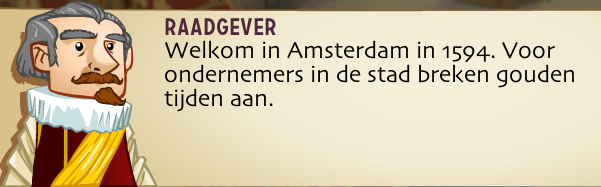 RAADGEVER
Welkom in Amsterdam in 1594. Voor
ondernemers in de stad breken gouden
tijden aan.